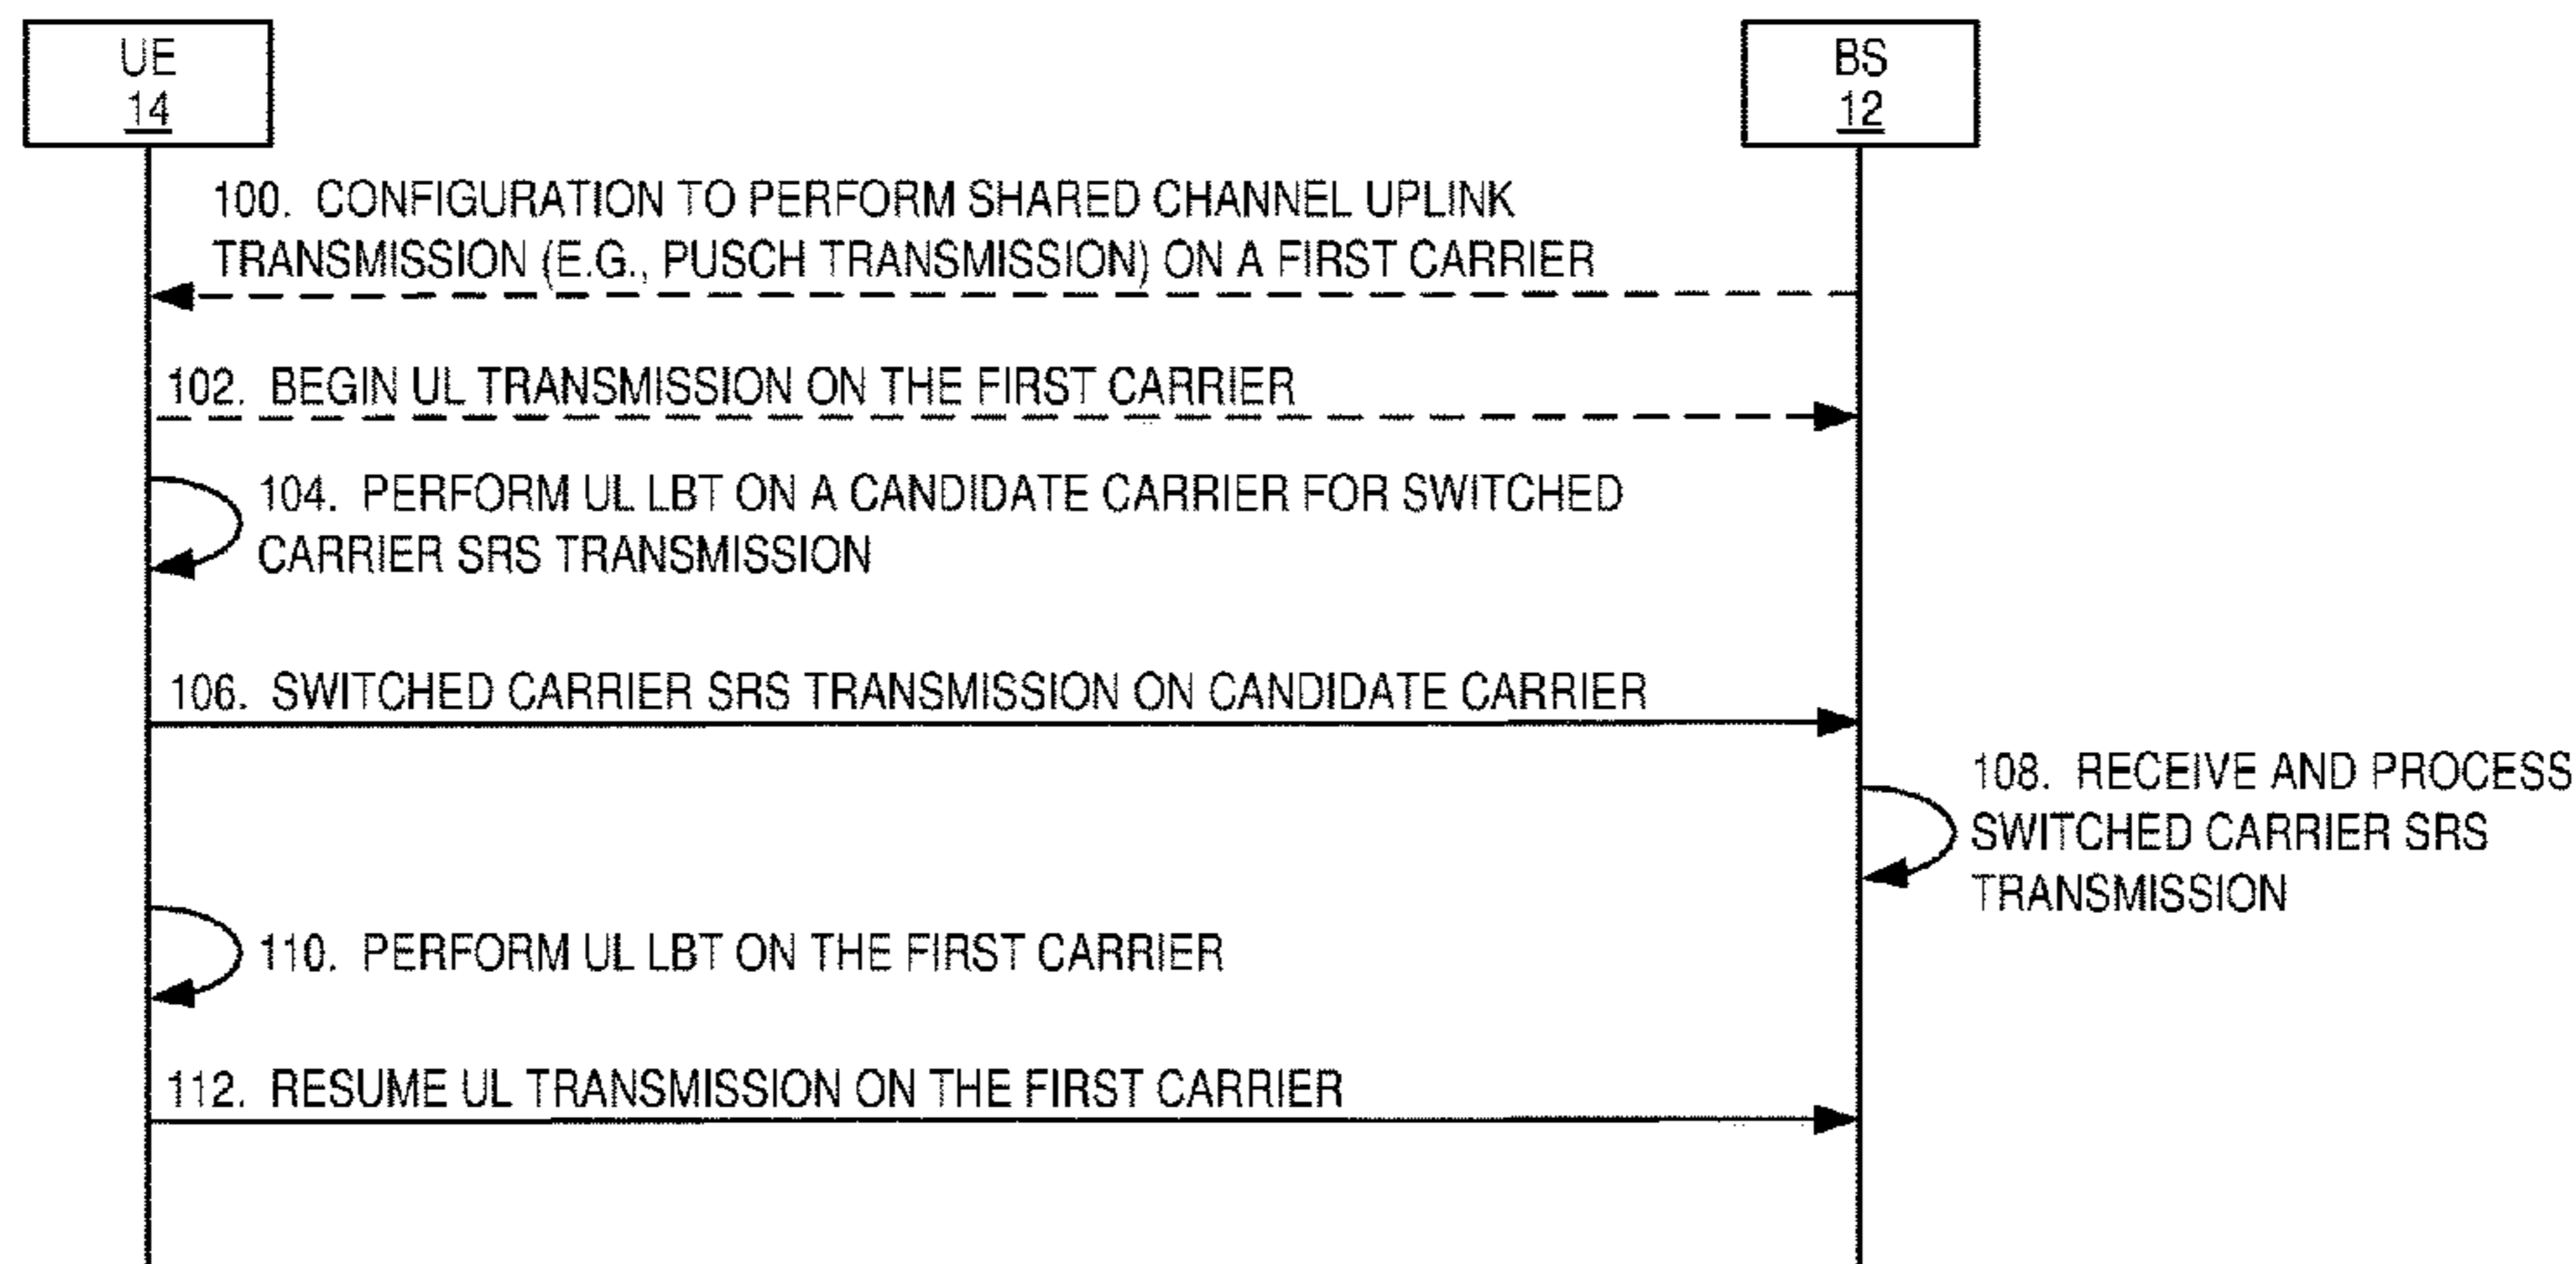 UE
14
BS
12
100. CONFIGURATION TO PERFORM SHARED CHANNEL UPLINK
TRANSMISSION (E.G., PUSCH TRANSMISSION) ON A FIRST CARRIER
102. BEGIN UL TRANSMISSION ON THE FIRST CARRIER
104. PERFORM UL LBT ON A CANDIDATE CARRIER FOR SWITCHED
CARRIER SRS TRANSMISSION
106. SWITCHED CARRIER SRS TRANSMISSION ON CANDIDATE CARRIER
108. RECEIVE AND PROCESS
SWITCHED CARRIER SRS
TRANSMISSION
110. PERFORM UL LBT ON THE FIRST CARRIER
112. RESUME UL TRANSMISSION ON THE FIRST CARRIER